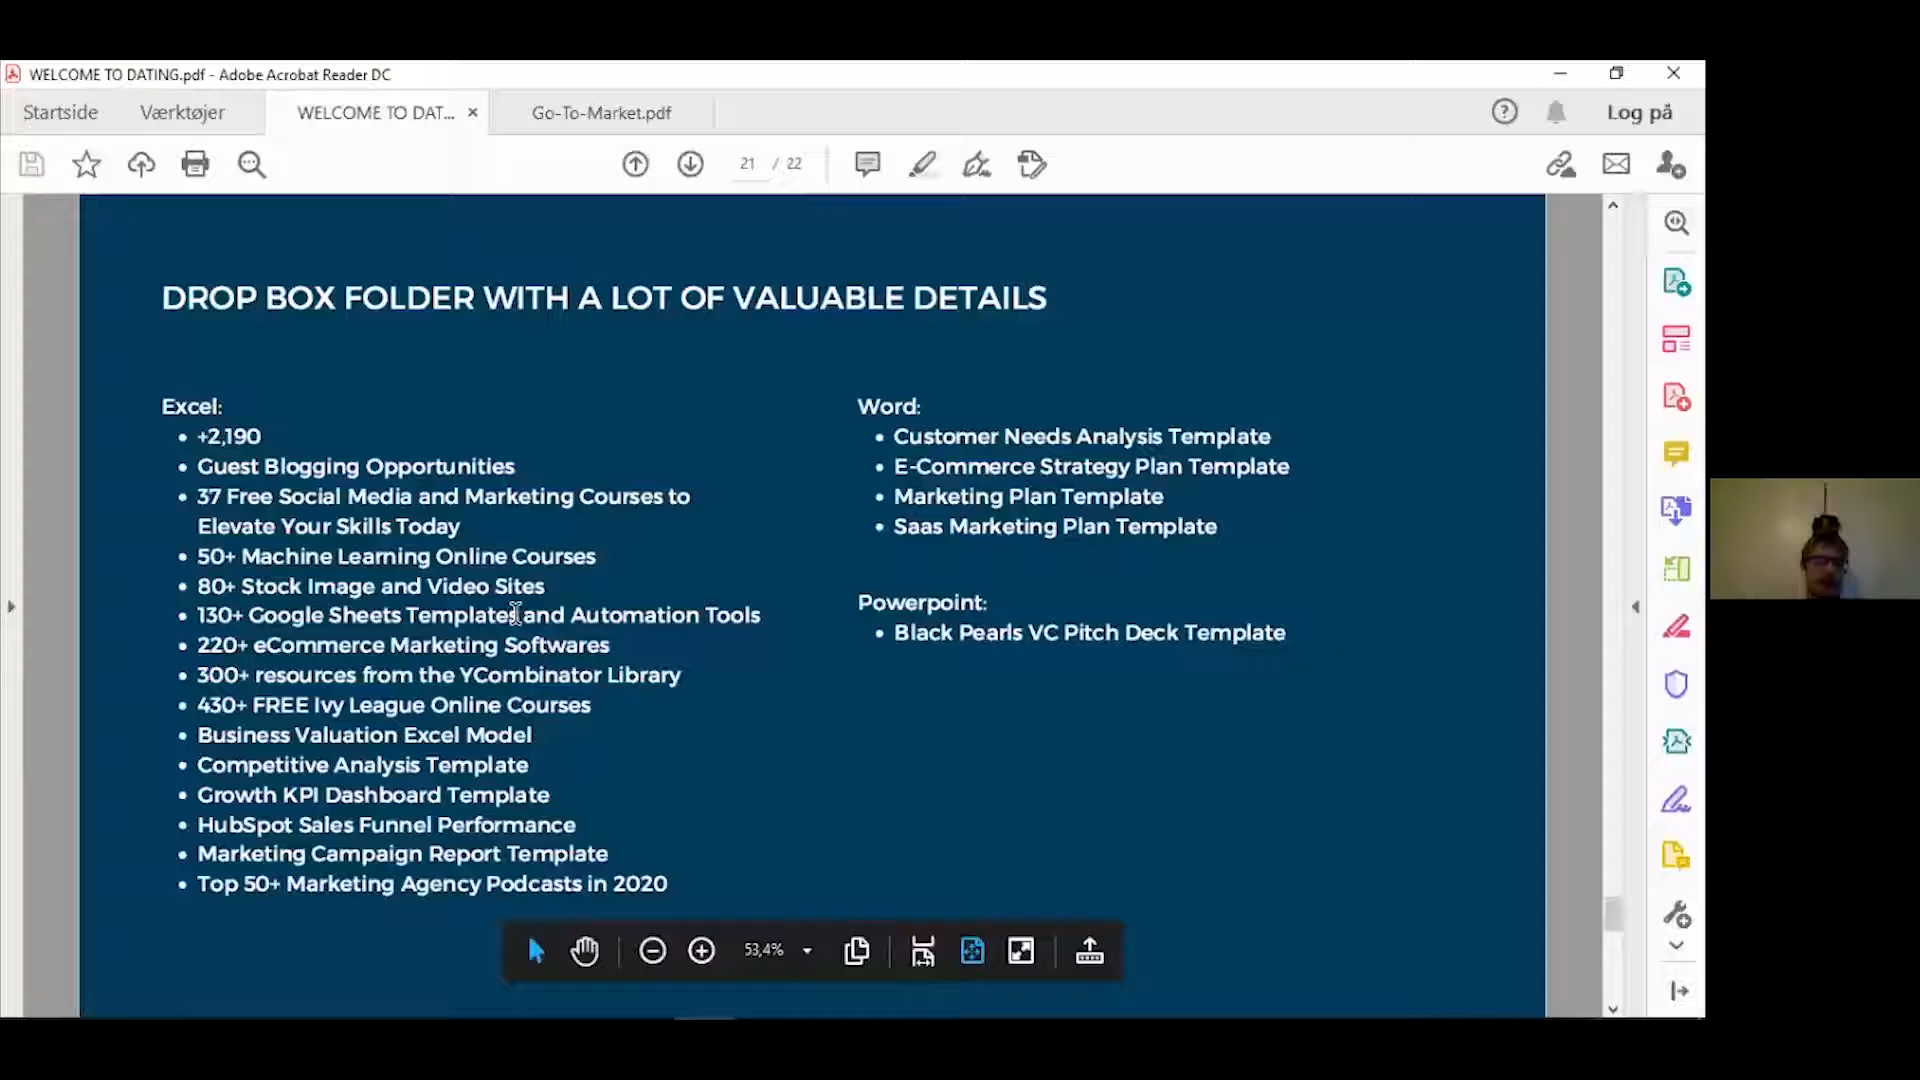 WELCOME TO DATING.pdf - Adobe Acrobat Reader DC
Startside
Værktøjer
WELCOME TO DAT...
Go-To-Market.pdf
Log på
21 / 22
DROP BOX FOLDER WITH A LOT OF VALUABLE DETAILS
Excel:
• +2,190
• Guest Blogging Opportunities
• 37 Free Social Media and Marketing Courses to
Elevate Your Skills Today
• 50+ Machine Learning Online Courses
• 80+ Stock Image and Video Sites
• 130+ Google Sheets Templates and Automation Tools
• 220+ eCommerce Marketing Softwares
• 300+ resources from the YCombinator Library
• 430+ FREE Ivy League Online Courses
• Business Valuation Excel Model
• Competitive Analysis Template
• Growth KPI Dashboard Template
• HubSpot Sales Funnel Performance
• Marketing Campaign Report Template
• Top 50+ Marketing Agency Podcasts in 2020
Word:
• Customer Needs Analysis Template
• E-Commerce Strategy Plan Template
• Marketing Plan Template
• Saas Marketing Plan Template
Powerpoint:
• Black Pearls VC Pitch Deck Template
53,4%